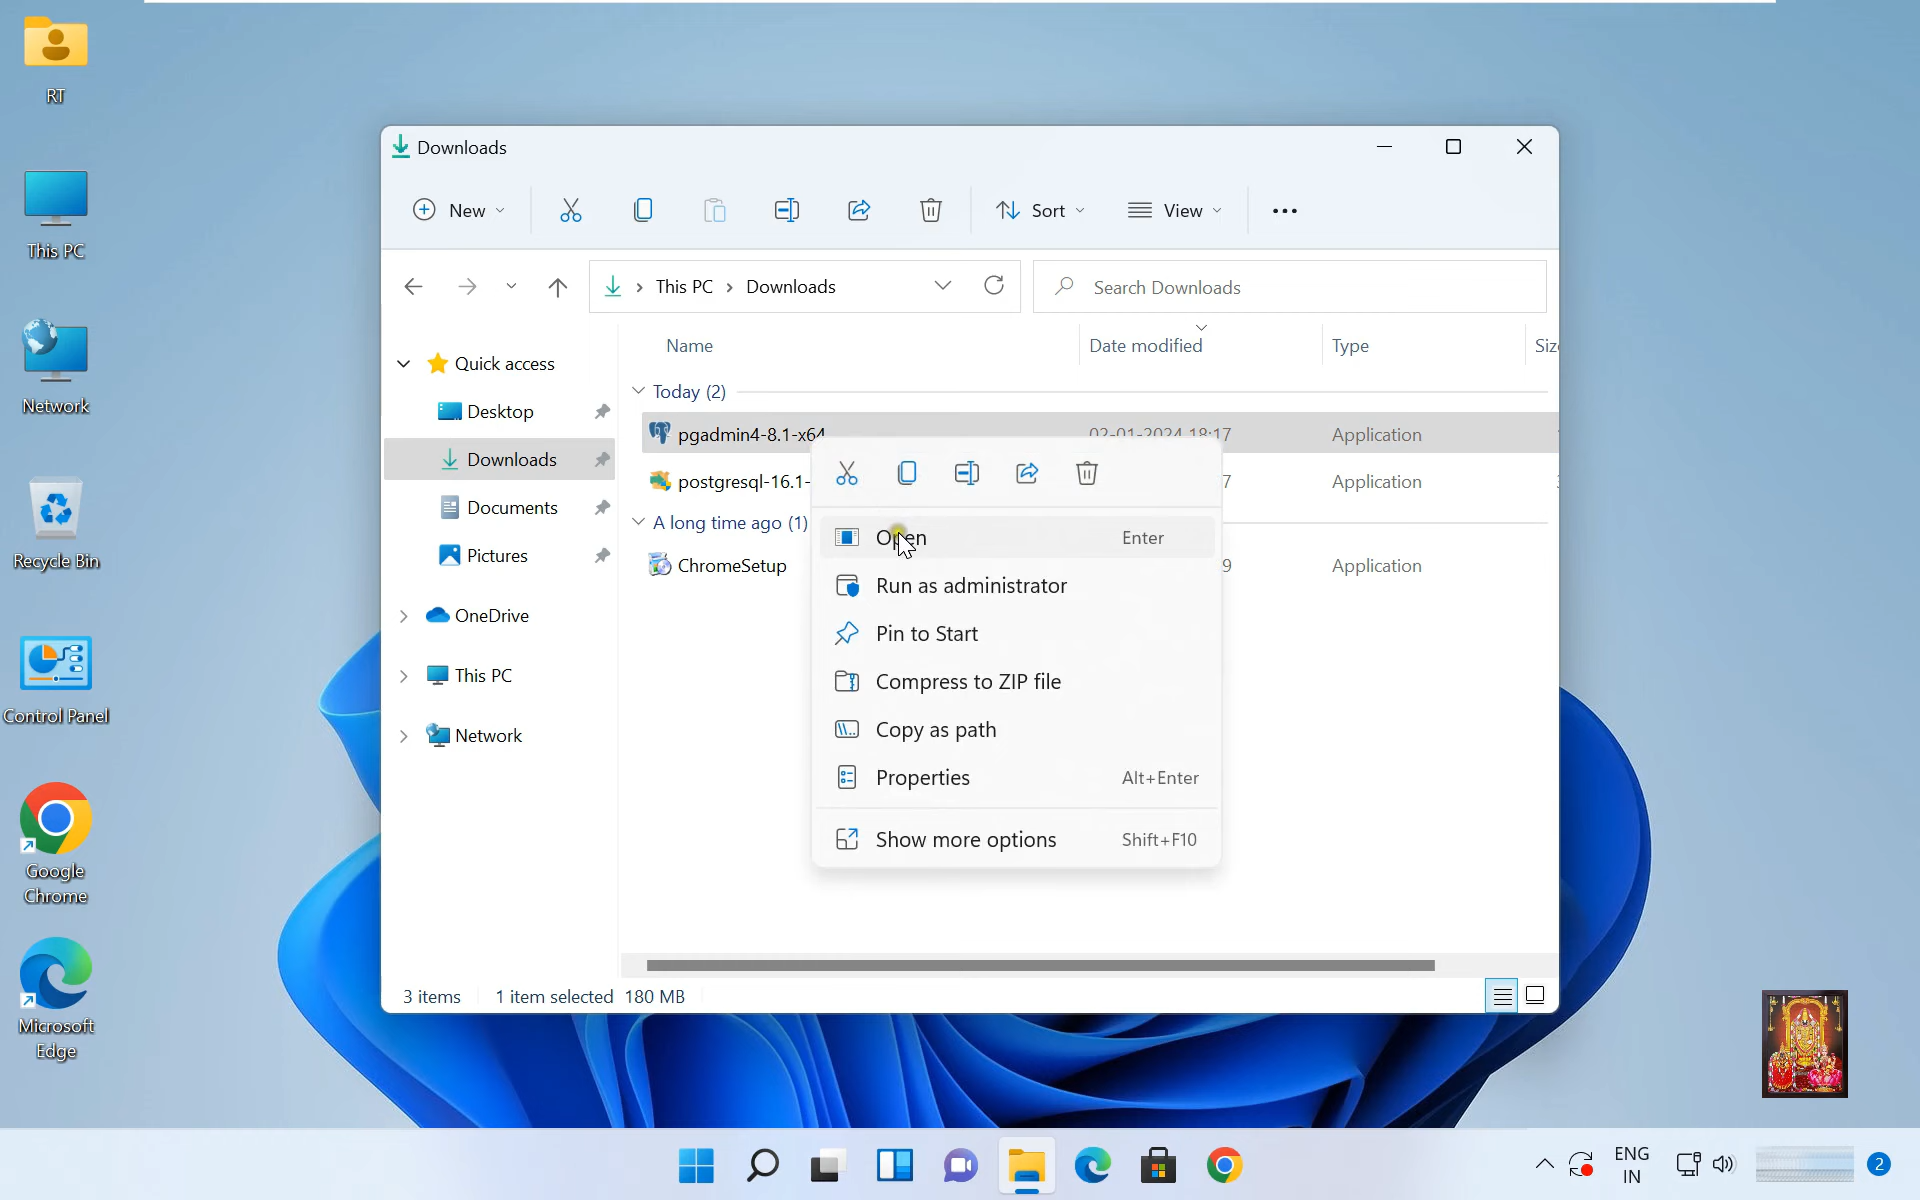 RT
This PC
Network
Recycle Bin
Control Panel
Google
Chrome
Microsoft
Edge
Downloads
New
Sort
View
This PC
Downloads
Search Downloads
Name
Date modified
Type
Quick access
Desktop
Downloads
Documents
Pictures
OneDrive
This PC
Network
Today (2)
pgadmin4-8.1-x64
02-01-2024 18:17
Application
postgresql-16.1-
7
Application
A long time ago (1)
ChromeSetup
9
Application
Open
Enter
Run as administrator
Pin to Start
Compress to ZIP file
Copy as path
Properties
Alt+Enter
Show more options
Shift+F10
3 items
1 item selected 180 MB
ENG
IN
2